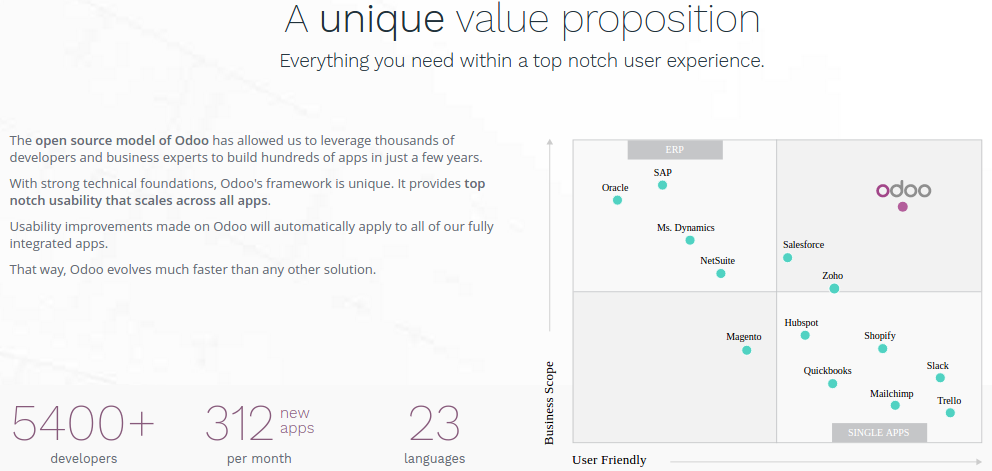 A unique value proposition
Everything you need within a top notch user experience.
The open source model of Odoo has allowed us to leverage thousands of
developers and business experts to build hundreds of apps in just a few years.
With strong technical foundations, Odoo's framework is unique. It provides top
notch usability that scales across all apps.
Usability improvements made on Odoo will automatically apply to all of our fully
integrated apps.
That way, Odoo evolves much faster than any other solution.
5400+
developers
312 new
apps
per month
23
languages
ERP
SAP
Oracle
odoo
Ms. Dynamics
Salesforce
NetSuite
Zoho
Hubspot
Magento
Shopify
Quickbooks
Slack
Mailchimp
Trello
SINGLE APPS
Business Scope
User Friendly